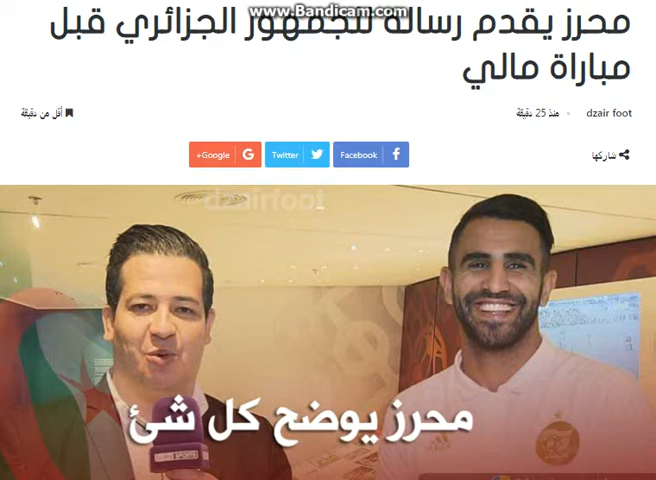 www.Bandicam.com
محرز يقدم رسالة للجمهور الجزائري قبل
مباراة مالي
dzair foot
منذ 25 دقيقة
أقل من دقيقة
شاركها
Facebook
Twitter
Google+
dzairfoot
محرز يوضح كل شئ
SPORTS